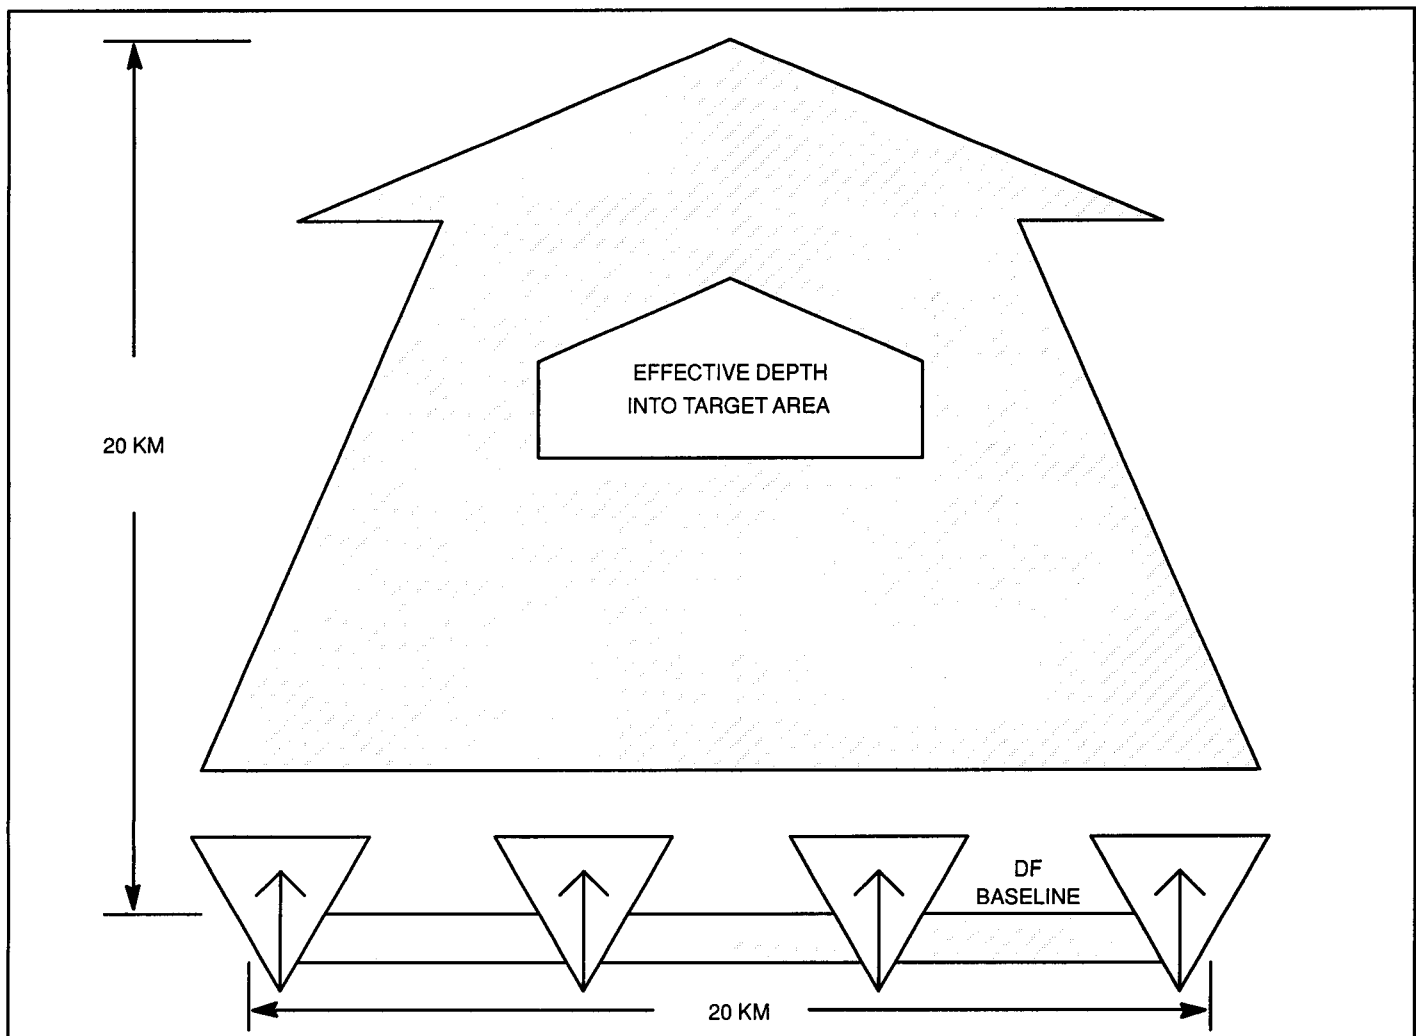 EFFECTIVE DEPTH
INTO TARGET AREA
20 KM
DF
BASELINE
20 KM